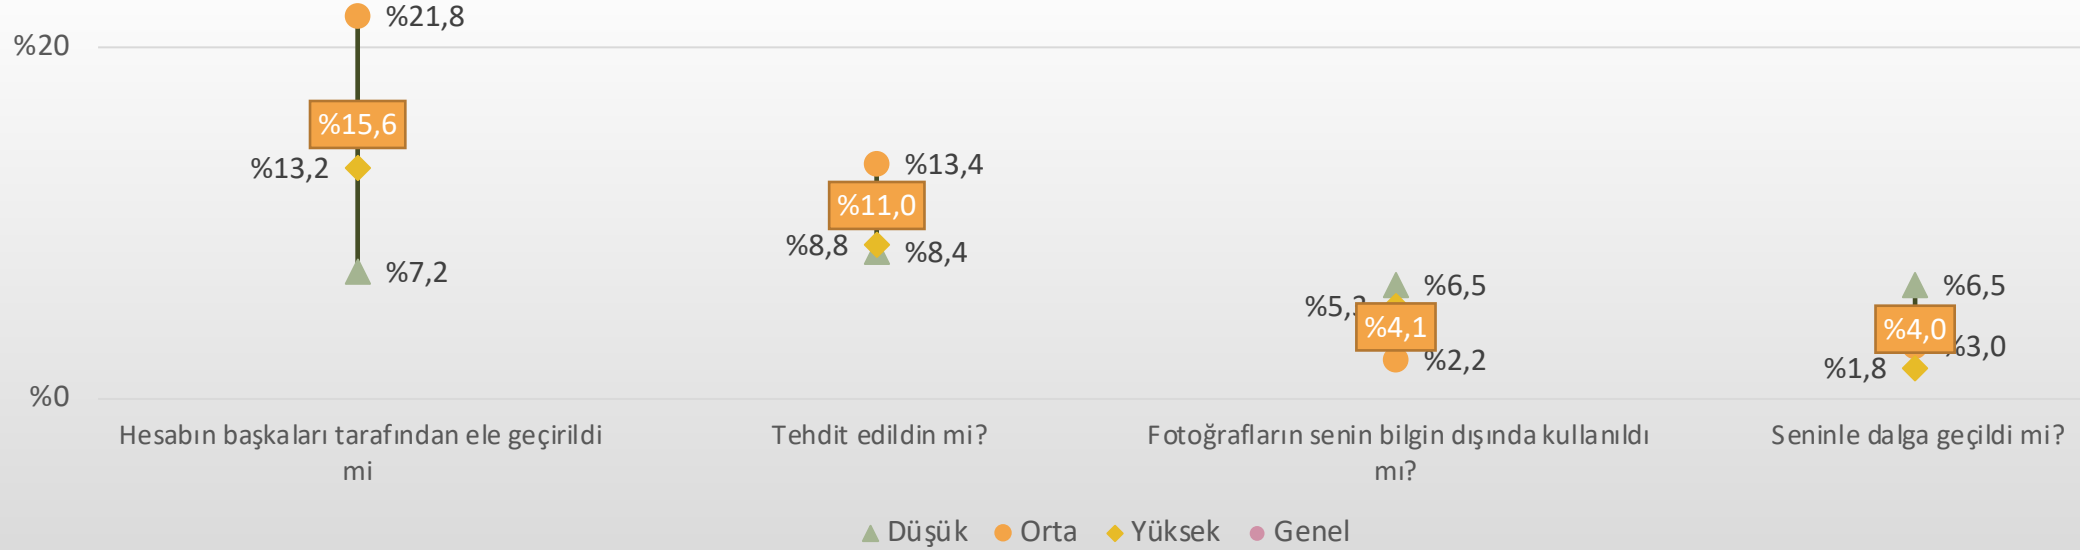 %21,8
%20
%15,6
%13,2
%7,2
%13,4
%11,0
%8,8
%8,4
%6,5
%4,1
%2,2
%6,5
%4,0
%3,0
%1,8
%0
Hesabın başkaları tarafından ele geçirildi
mi
Tehdit edildin mi?
Fotoğrafların senin bilgin dışında kullanıldı
mı?
Seninle dalga geçildi mi?
Düşük Orta Yüksek Genel